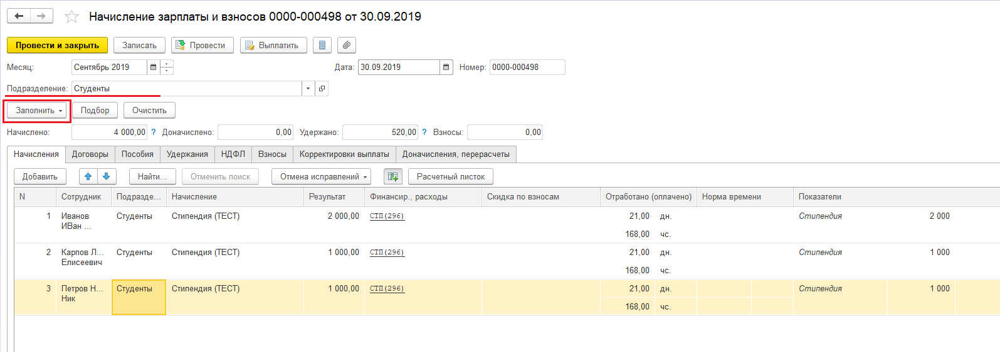 Начисление зарплаты и взносов 0000-000498 от 30.09.2019
Провести и закрыть Записать Провести Выплатить
Месяц: Сентябрь 2019 Дата: 30.09.2019 Номер: 0000-000498
Подразделение: Студенты
Заполнить Подбор Очистить
Начислено: 4 000,00 ? Доначислено: 0,00 Удержано: 520,00 ? Взносы: 0,00
Начисления Договоры Пособия Удержания НДФЛ Взносы Корректировки выплаты Доначисления, перерасчеты
Добавить Найти... Отменить поиск Отмена исправлений Расчетный листок
N Сотрудник Подразде... Начисление Результат Финансир., расходы Скидка по взносам Отработано (оплачено) Норма времени Показатели
1 Иванов Студенты Стипендия (ТЕСТ) 2 000,00 СТП(296) 21,00 дн. Стипендия 2 000
ИВан ... 168,00 чс.
2 Карпов Л... Студенты Стипендия (ТЕСТ) 1 000,00 СТП(296) 21,00 дн. Стипендия 1 000
Елисеевич 168,00 чс.
3 Петров Н... Студенты Стипендия (ТЕСТ) 1 000,00 СТП(296) 21,00 дн. Стипендия 1 000
Ник 168,00 чс.